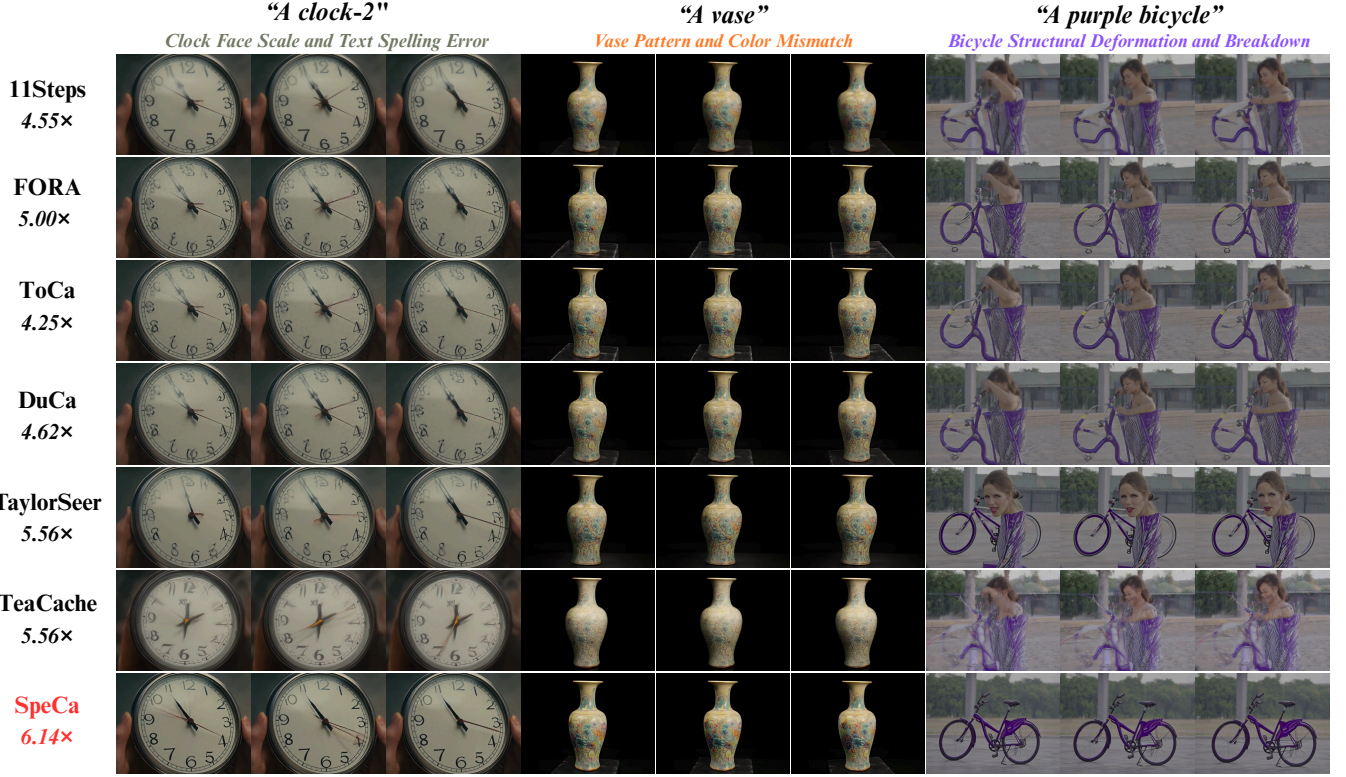 “A clock-2" “A vase” “A purple bicycle”
Clock Face Scale and Text Spelling Error Vase Pattern and Color Mismatch Bicycle Structural Deformation and Breakdown
11Steps
4.55×
FORA
5.00×
ToCa
4.25×
DuCa
4.62×
TaylorSeer
5.56×
TeaCache
5.56×
SpeCa
6.14×